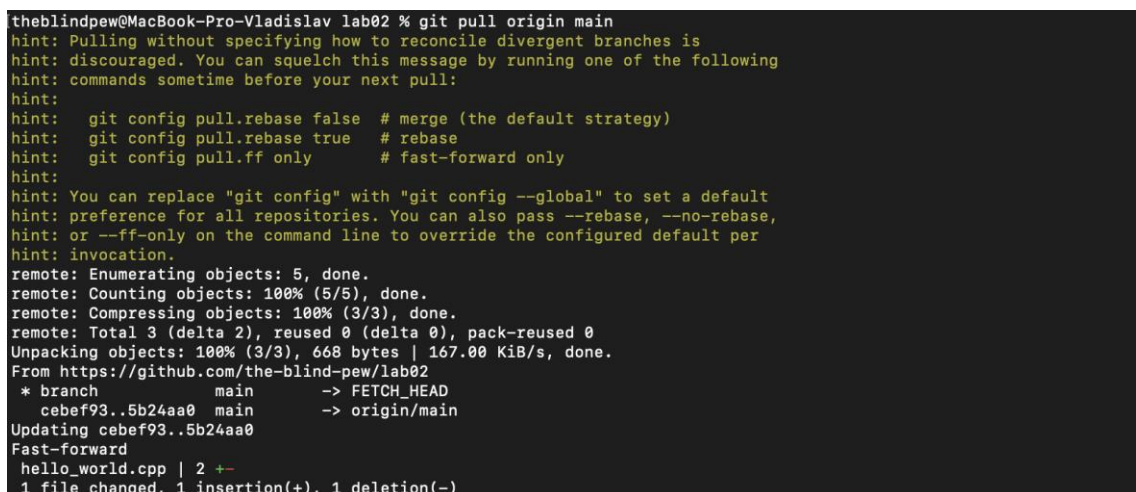 [theblindpew@MacBook-Pro-Vladislav lab02 % git pull origin main
hint: Pulling without specifying how to reconcile divergent branches is
hint: discouraged. You can squelch this message by running one of the following
hint: commands sometime before your next pull:
hint:
hint:   git config pull.rebase false  # merge (the default strategy)
hint:   git config pull.rebase true   # rebase
hint:   git config pull.ff only       # fast-forward only
hint:
hint: You can replace "git config" with "git config --global" to set a default
hint: preference for all repositories. You can also pass --rebase, --no-rebase,
hint: or --ff-only on the command line to override the configured default per
hint: invocation.
remote: Enumerating objects: 5, done.
remote: Counting objects: 100% (5/5), done.
remote: Compressing objects: 100% (3/3), done.
remote: Total 3 (delta 2), reused 0 (delta 0), pack-reused 0
Unpacking objects: 100% (3/3), 668 bytes | 167.00 KiB/s, done.
From https://github.com/the-blind-pew/lab02
 * branch            main       -> FETCH_HEAD
   cebef93..5b24aa0  main       -> origin/main
Updating cebef93..5b24aa0
Fast-forward
 hello_world.cpp | 2 +-
 1 file changed, 1 insertion(+), 1 deletion(-)